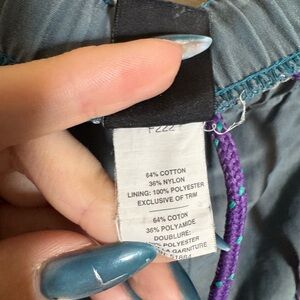 F222
64% COTTON
36% NYLON
LINING: 100% POLYESTER
EXCLUSIVE OF TRIM
64% COTON
36% POLYAMIDE
DOUBLURE:
POLYESTER
GARNITURE